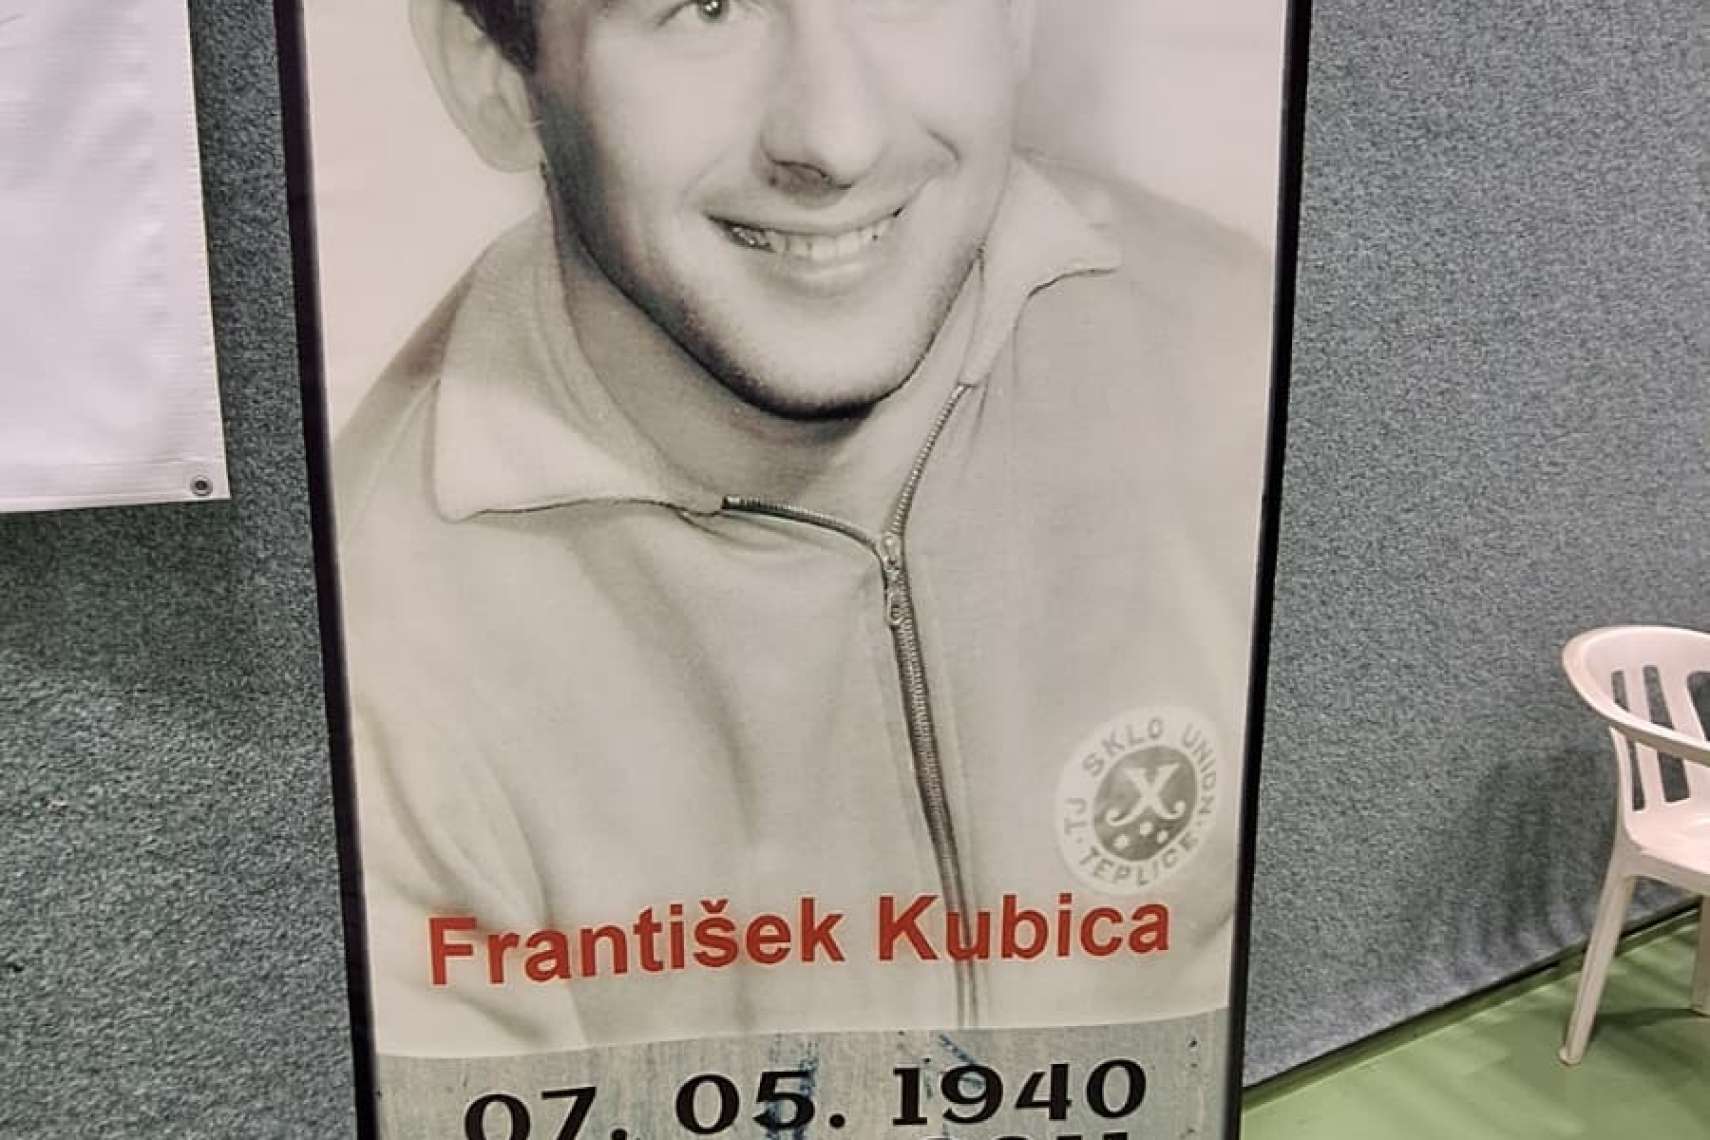 TJ · SKLO UNION · TEPLICE
František Kubica
07. 05. 1940